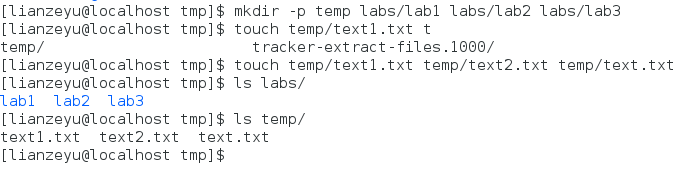 [lianzeyu@localhost tmp]$ mkdir -p temp labs/lab1 labs/lab2 labs/lab3
[lianzeyu@localhost tmp]$ touch temp/text1.txt t
temp/                       tracker-extract-files.1000/
[lianzeyu@localhost tmp]$ touch temp/text1.txt temp/text2.txt temp/text.txt
[lianzeyu@localhost tmp]$ ls labs/
lab1  lab2  lab3
[lianzeyu@localhost tmp]$ ls temp/
text1.txt  text2.txt  text.txt
[lianzeyu@localhost tmp]$